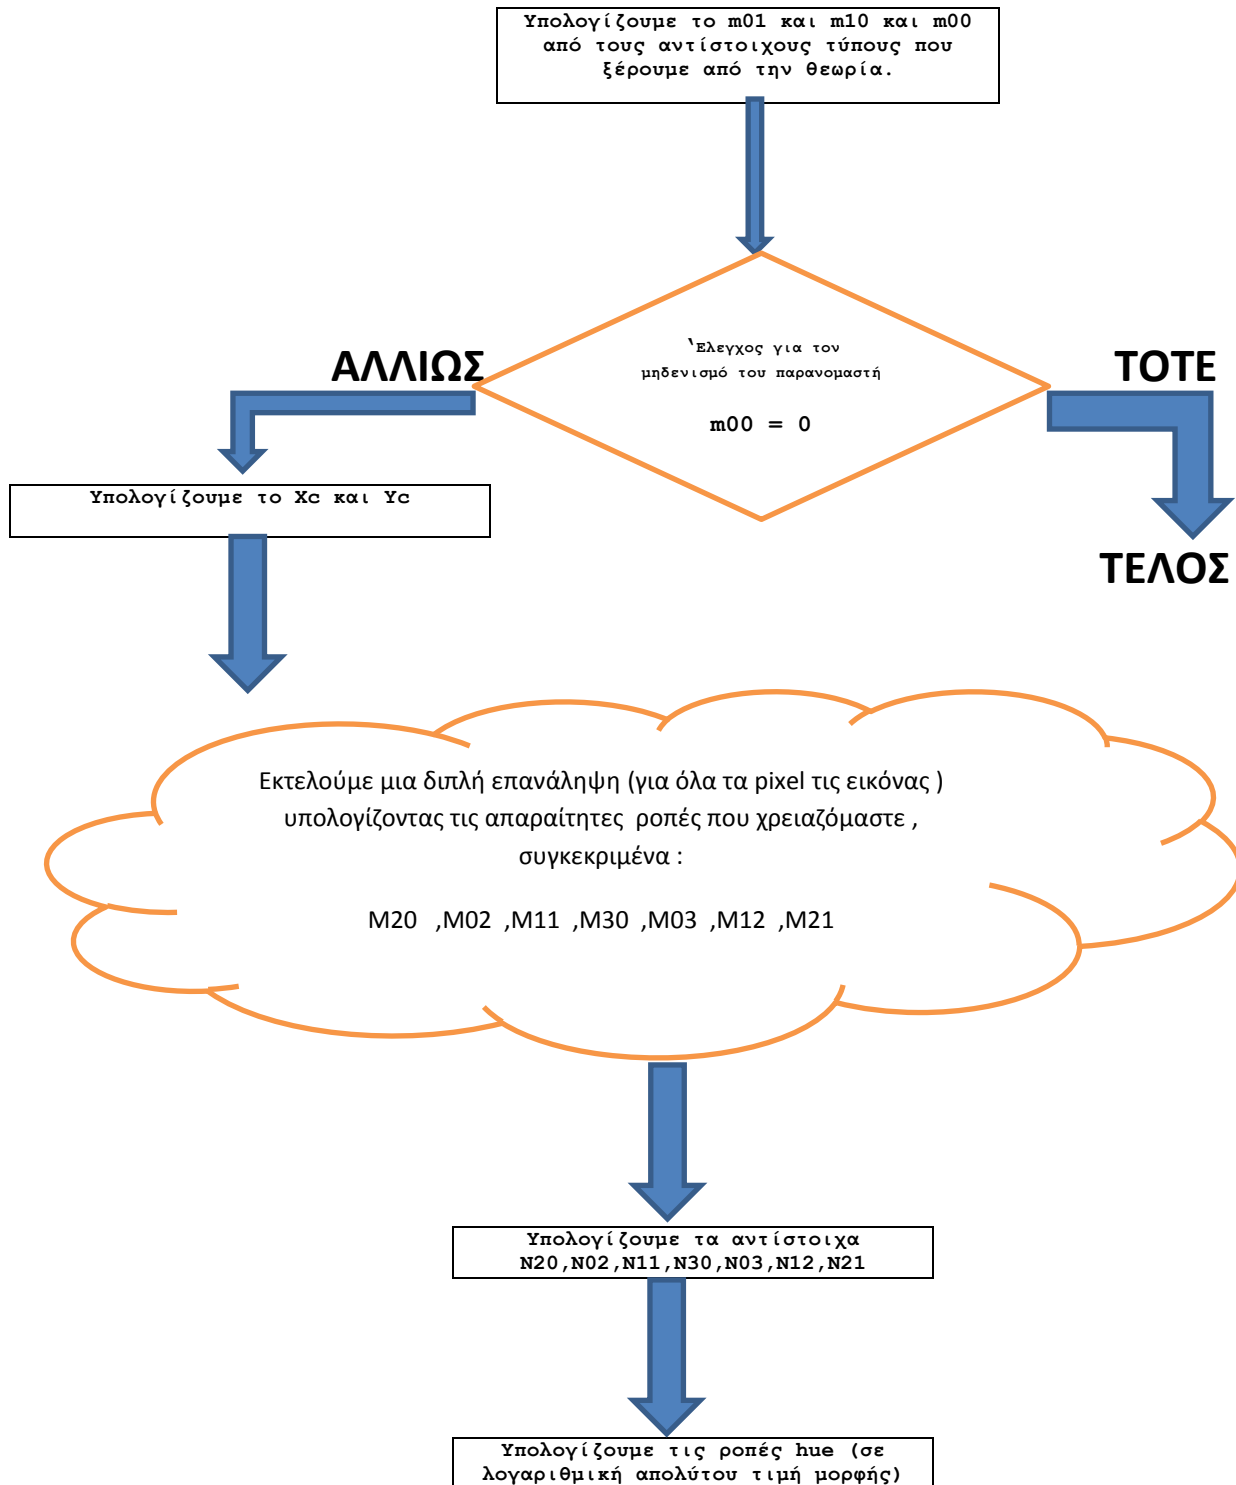 Υπολογίζουμε το m01 και m10 και m00
από τους αντίστοιχους τύπους που
ξέρουμε από την θεωρία.
‛Ελεγχος για τον
μηδενισμό του παρανομαστή
m00 = 0
ΑΛΛΙΩΣ
ΤΟΤΕ
Υπολογίζουμε το Xc και Yc
ΤΕΛΟΣ
Εκτελούμε μια διπλή επανάληψη (για όλα τα pixel τις εικόνας )
υπολογίζοντας τις απαραίτητες ροπές που χρειαζόμαστε ,
συγκεκριμένα :
M20 ,M02 ,M11 ,M30 ,M03 ,M12 ,M21
Υπολογίζουμε τα αντίστοιχα
N20,N02,N11,N30,N03,N12,N21
Υπολογίζουμε τις ροπές hue (σε
λογαριθμική απολύτου τιμή μορφής)